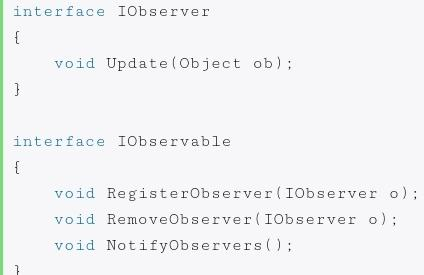 interface IObserver
{
    void Update(Object ob);
}

interface IObservable
{
    void RegisterObserver(IObserver o);
    void RemoveObserver(IObserver o);
    void NotifyObservers();
}